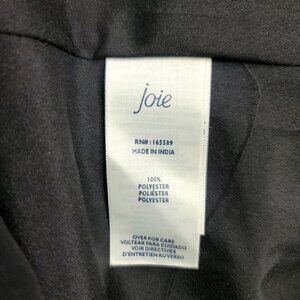 joie
RN#: 165589
MADE IN INDIA
100%
POLYESTER
POLIÉSTER
POLYESTER
OVER FOR CARE
VOLTEAR PARA CUIDADO
VOIR DIRECTIVES
D'ENTRETIEN AU VERSO